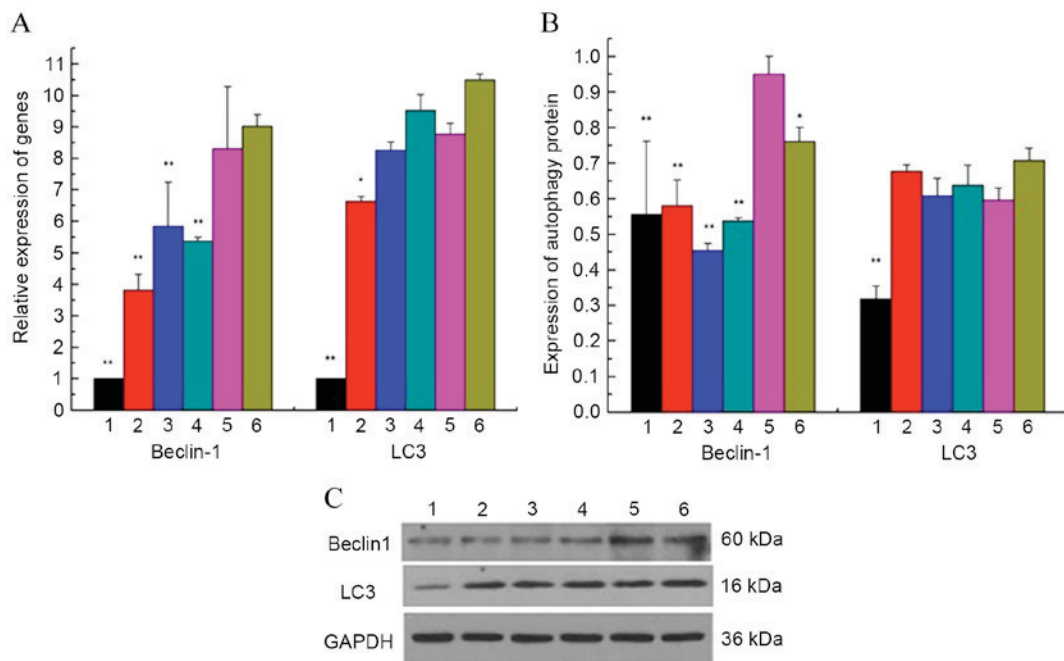 A
Relative expression of genes
11
10
9
8
7
6
5
4
3
2
1
0
** ** ** **
** *
1 2 3 4 5 6
1 2 3 4 5 6
Beclin-1
LC3
B
Expression of autophagy protein
1.0
0.9
0.8
0.7
0.6
0.5
0.4
0.3
0.2
0.1
0.0
** ** ** ** *
**
1 2 3 4 5 6
1 2 3 4 5 6
Beclin-1
LC3
C
1 2 3 4 5 6
Beclin1 60 kDa
LC3 16 kDa
GAPDH 36 kDa